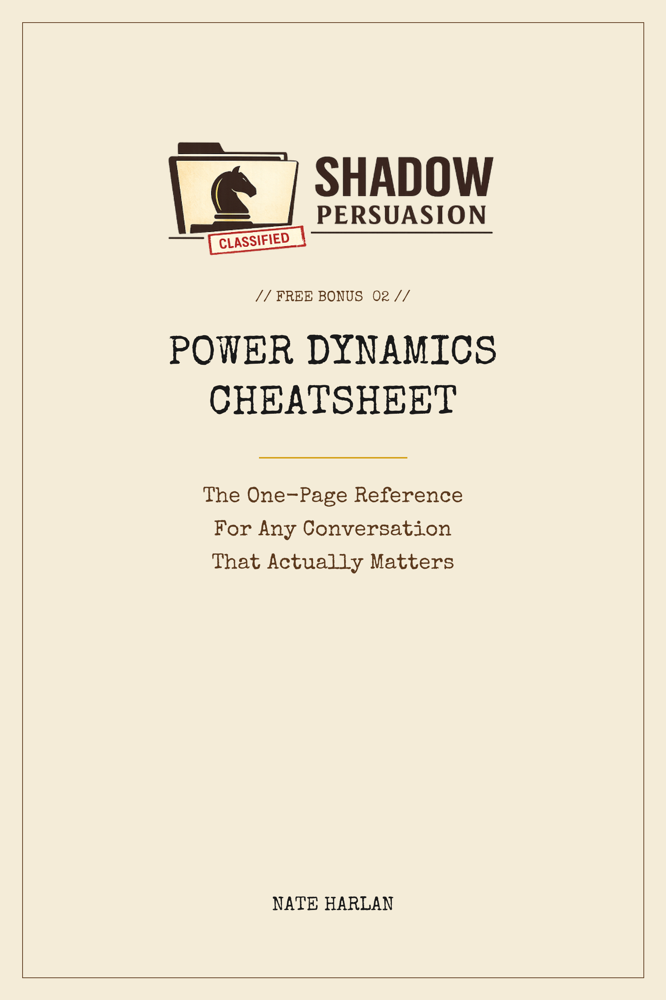 SHADOW
PERSUASION
CLASSIFIED
// FREE BONUS 02 //
POWER DYNAMICS
CHEATSHEET
The One-Page Reference
For Any Conversation
That Actually Matters
NATE HARLAN